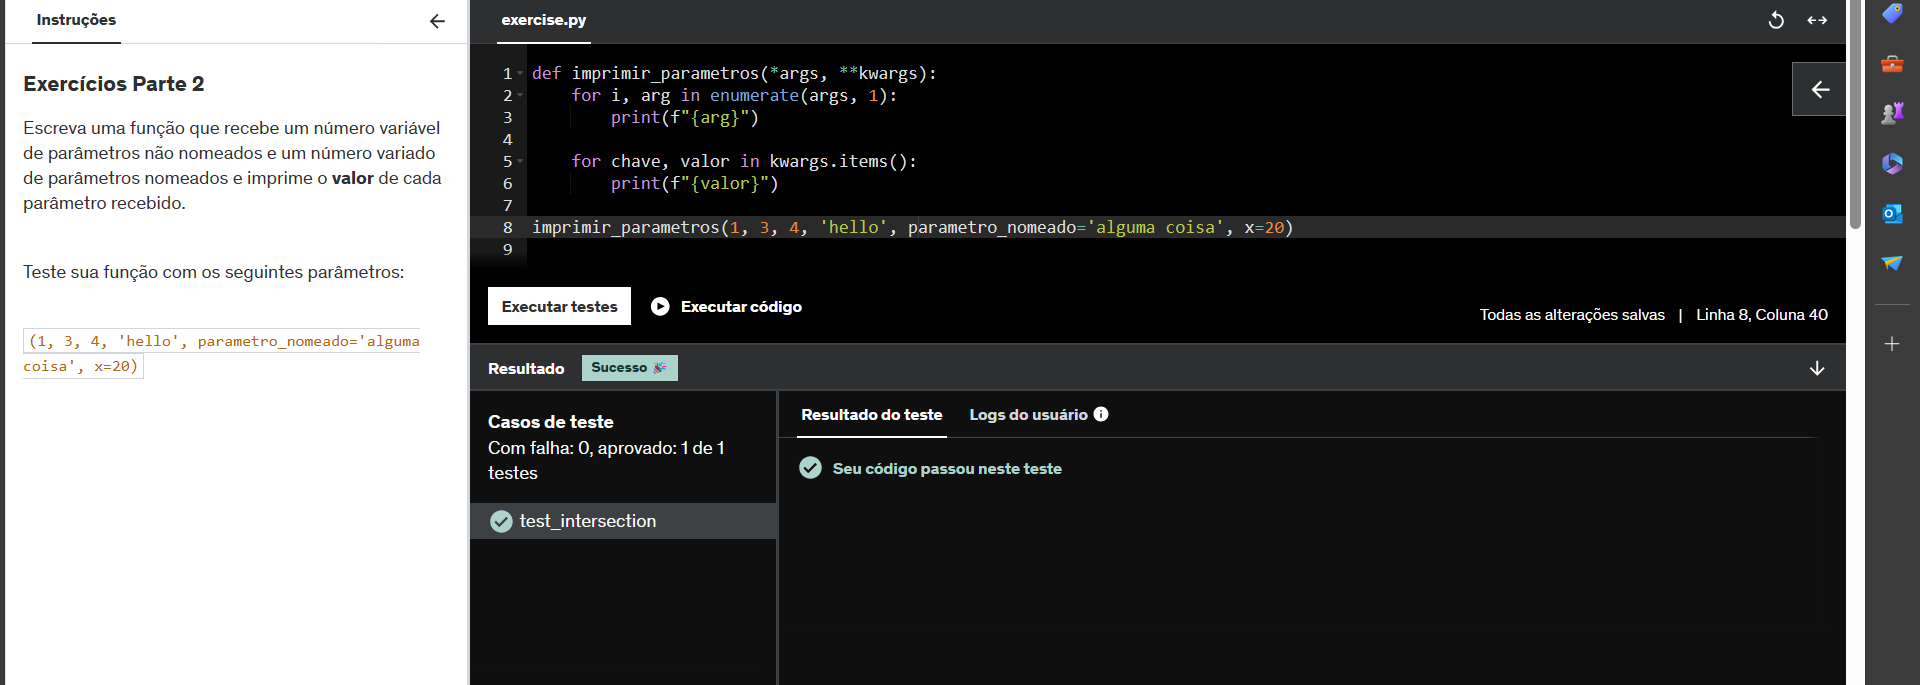 Instruções
Exercícios Parte 2
Escreva uma função que recebe um número variável
de parâmetros não nomeados e um número variado
de parâmetros nomeados e imprime o valor de cada
parâmetro recebido.
Teste sua função com os seguintes parâmetros:
(1, 3, 4, 'hello', parametro_nomeado='alguma
coisa', x=20)
exercise.py
1 def imprimir_parametros(*args, **kwargs):
2     for i, arg in enumerate(args, 1):
3         print(f"{arg}")
4
5     for chave, valor in kwargs.items():
6         print(f"{valor}")
7
8 imprimir_parametros(1, 3, 4, 'hello', parametro_nomeado='alguma coisa', x=20)
9
Executar testes Executar código
Todas as alterações salvas | Linha 8, Coluna 40
Resultado Sucesso 🎉
Casos de teste
Com falha: 0, aprovado: 1 de 1
testes
test_intersection
Resultado do teste Logs do usuário
Seu código passou neste teste